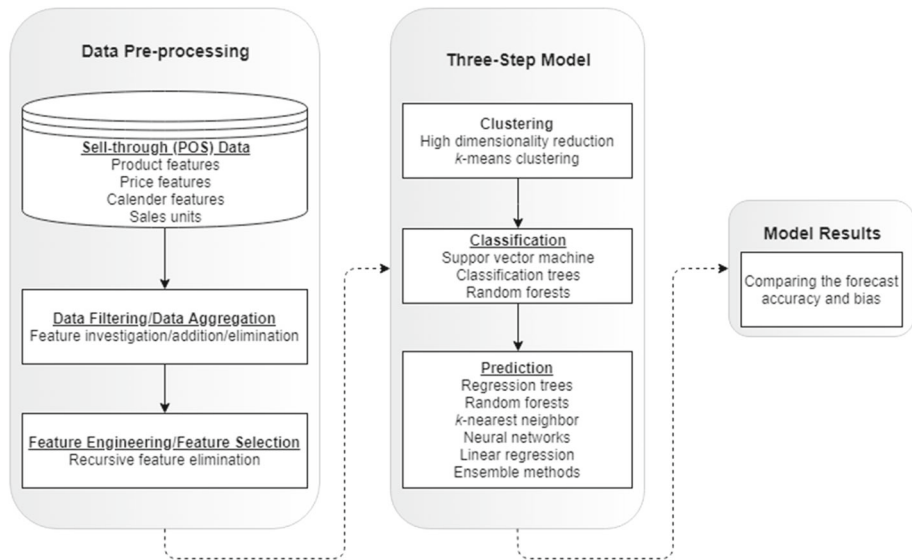 Data Pre-processing
Sell-through (POS) Data
Product features
Price features
Calender features
Sales units
Data Filtering/Data Aggregation
Feature investigation/addition/elimination
Feature Engineering/Feature Selection
Recursive feature elimination
Three-Step Model
Clustering
High dimensionality reduction
k-means clustering
Classification
Suppor vector machine
Classification trees
Random forests
Prediction
Regression trees
Random forests
k-nearest neighbor
Neural networks
Linear regression
Ensemble methods
Model Results
Comparing the forecast
accuracy and bias